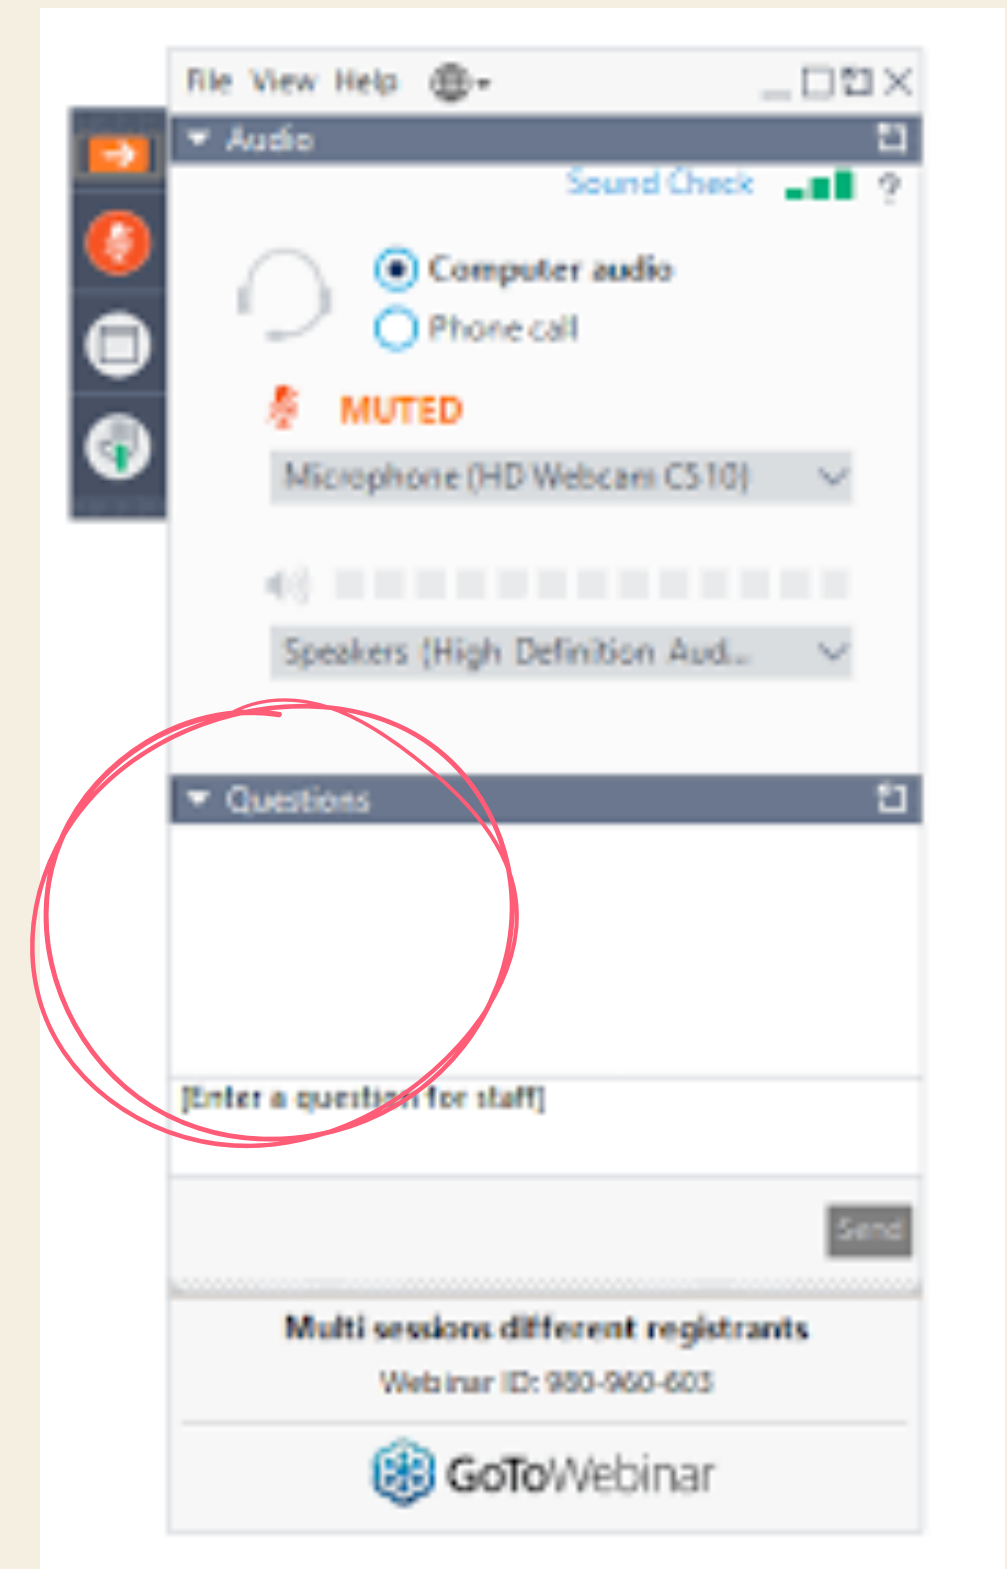 File View Help
Audio
Sound Check ?
Computer audio
Phone call
MUTED
Microphone (HD Webcam C510)
Speakers (High Definition Aud...
Questions
[Enter a question for staff]
Send
Multi sessions different registrants
Webinar ID: 980-960-603
GoToWebinar